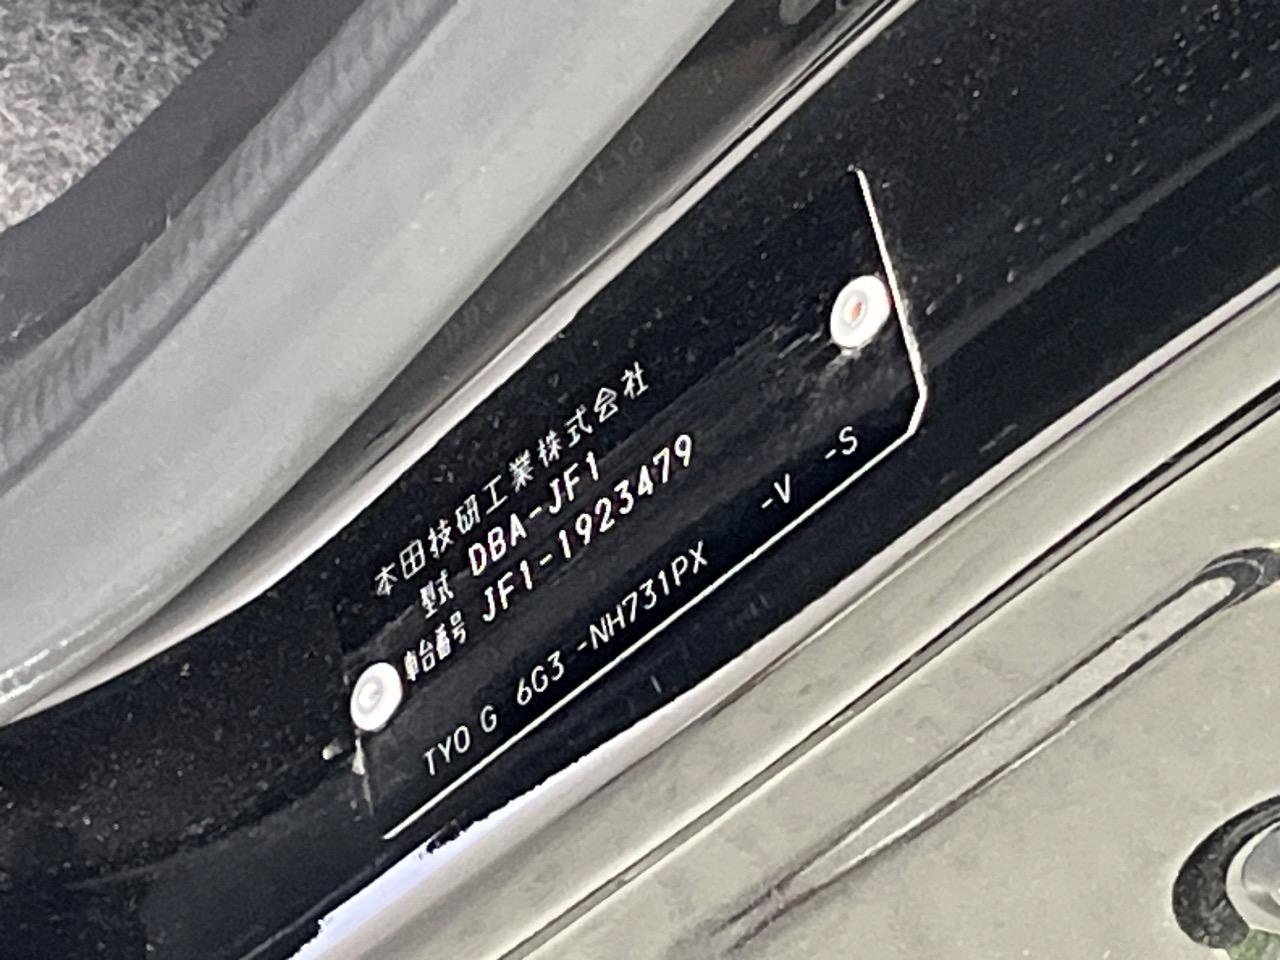 本田技研工業株式会社
型式 DBA-JF1
車台番号 JF1-1923479
TYO G 6G3 -NH731PX -V -S